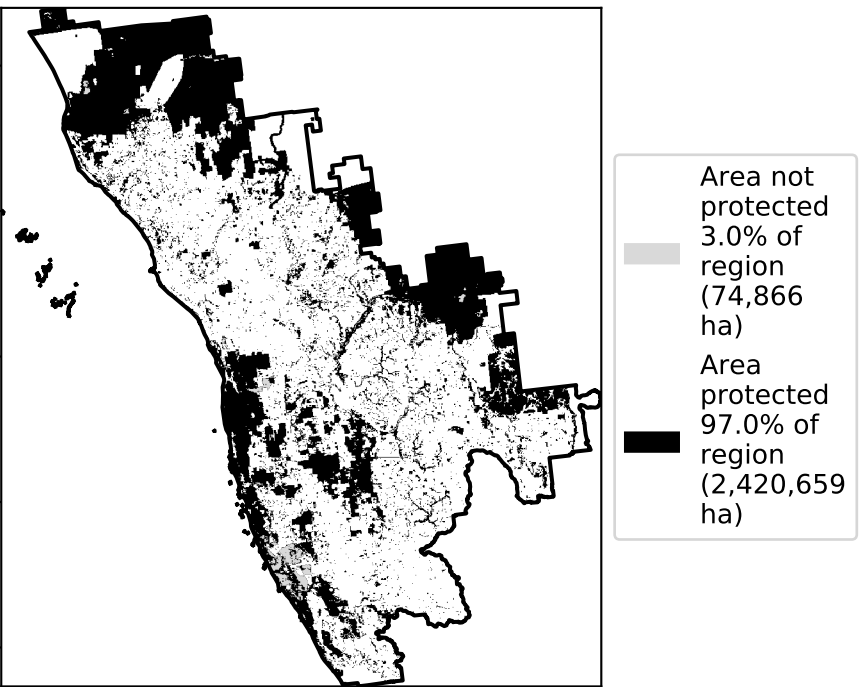 Area not
protected
3.0% of
region
(74,866
ha)
Area
protected
97.0% of
region
(2,420,659
ha)